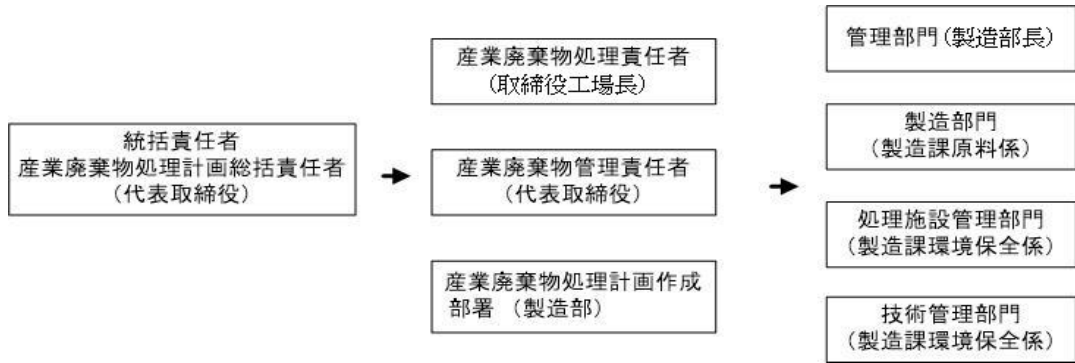 統括責任者
産業廃棄物処理計画総括責任者
（代表取締役）
産業廃棄物処理責任者
（取締役工場長）
産業廃棄物管理責任者
（代表取締役）
産業廃棄物処理計画作成
部署 （製造部）
管理部門（製造部長）
製造部門
（製造課原料係）
処理施設管理部門
（製造課環境保全係）
技術管理部門
（製造課環境保全係）